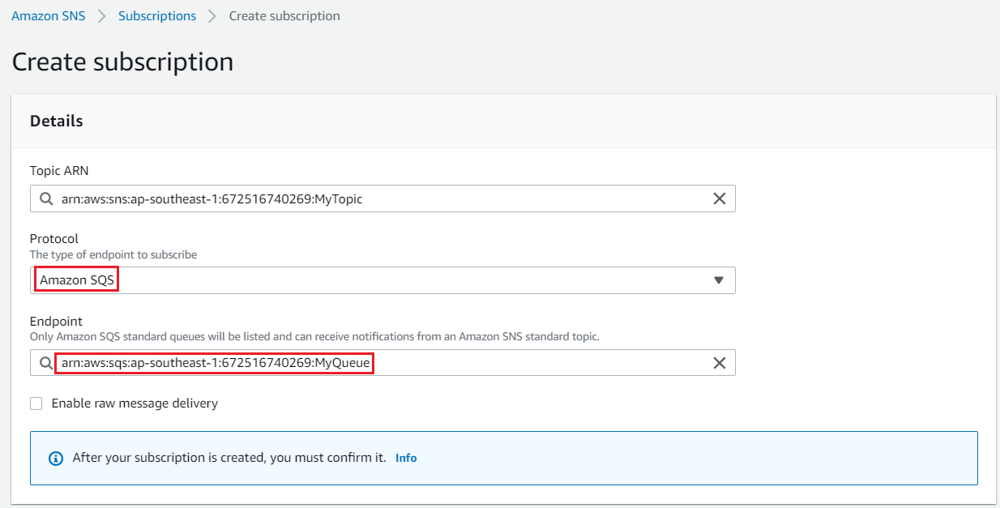 Amazon SNS > Subscriptions > Create subscription
Create subscription
Details
Topic ARN
arn:aws:sns:ap-southeast-1:672516740269:MyTopic
Protocol
The type of endpoint to subscribe
Amazon SQS
Endpoint
Only Amazon SQS standard queues will be listed and can receive notifications from an Amazon SNS standard topic.
arn:aws:sqs:ap-southeast-1:672516740269:MyQueue
Enable raw message delivery
After your subscription is created, you must confirm it. Info